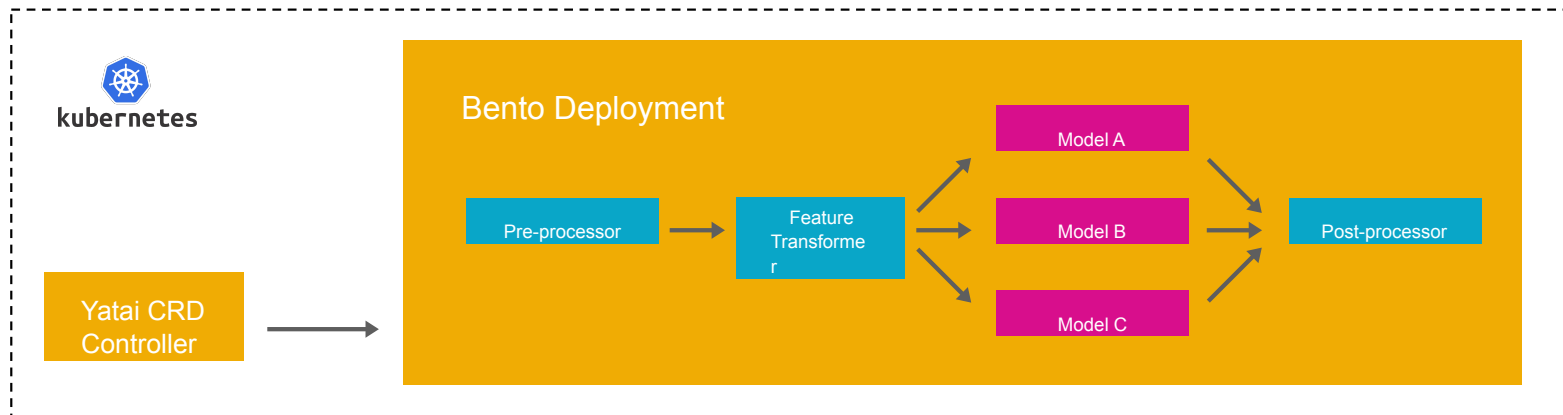 kubernetes
Bento Deployment
Model A
Pre-processor
Feature
Transforme
r
Model B
Post-processor
Model C
Yatai CRD
Controller